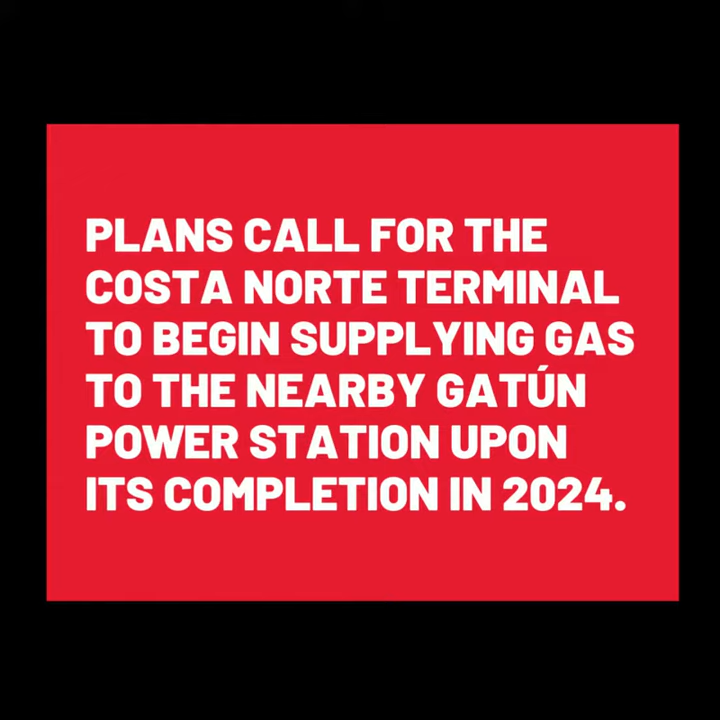 PLANS CALL FOR THE
COSTA NORTE TERMINAL
TO BEGIN SUPPLYING GAS
TO THE NEARBY GATÚN
POWER STATION UPON
ITS COMPLETION IN 2024.